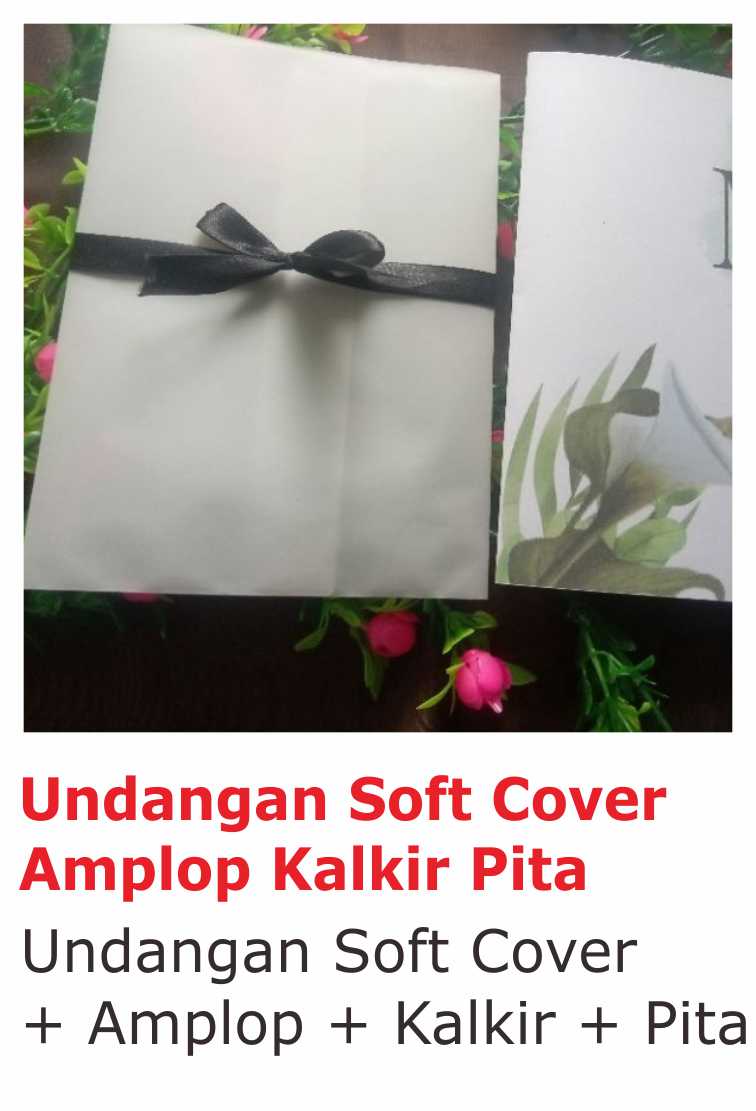 Undangan Soft Cover
Amplop Kalkir Pita
Undangan Soft Cover
+ Amplop + Kalkir + Pita